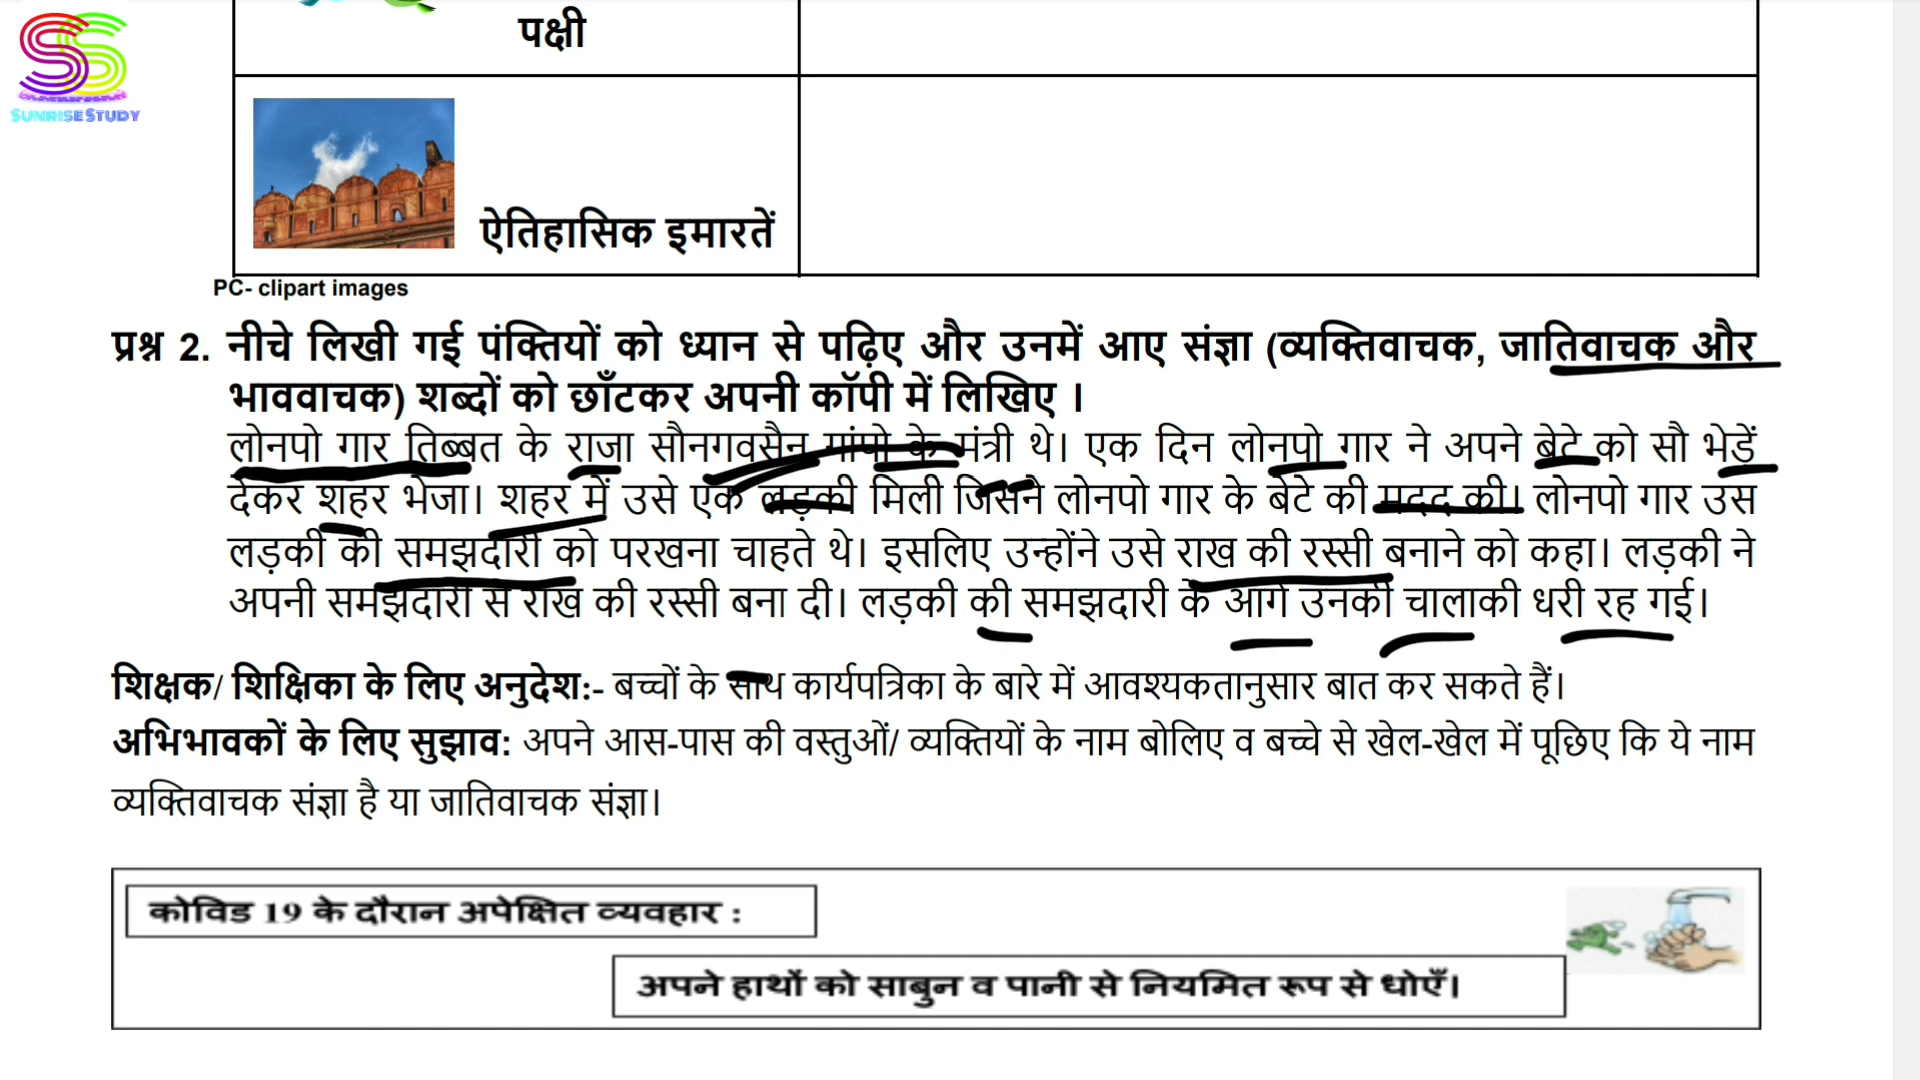 SUNRISESTUDY
पक्षी
ऐतिहासिक इमारतें
PC- clipart images
प्रश्न 2. नीचे लिखी गई पंक्तियों को ध्यान से पढ़िए और उनमें आए संज्ञा (व्यक्तिवाचक, जातिवाचक और
भाववाचक) शब्दों को छाँटकर अपनी कॉपी में लिखिए ।
लोनपो गार तिब्बत के राजा सौनगवसैन गांपो के मंत्री थे। एक दिन लोनपो गार ने अपने बेटे को सौ भेड़ें
देकर शहर भेजा। शहर में उसे एक लड़की मिली जिसने लोनपो गार के बेटे की मदद की। लोनपो गार उस
लड़की की समझदारी को परखना चाहते थे। इसलिए उन्होंने उसे राख की रस्सी बनाने को कहा। लड़की ने
अपनी समझदारी से राख की रस्सी बना दी। लड़की की समझदारी के आगे उनकी चालाकी धरी रह गई।
शिक्षक/ शिक्षिका के लिए अनुदेश:- बच्चों के साथ कार्यपत्रिका के बारे में आवश्यकतानुसार बात कर सकते हैं।
अभिभावकों के लिए सुझाव: अपने आस-पास की वस्तुओं/ व्यक्तियों के नाम बोलिए व बच्चे से खेल-खेल में पूछिए कि ये नाम
व्यक्तिवाचक संज्ञा है या जातिवाचक संज्ञा।
कोविड 19 के दौरान अपेक्षित व्यवहार :
अपने हाथों को साबुन व पानी से नियमित रूप से धोएँ।